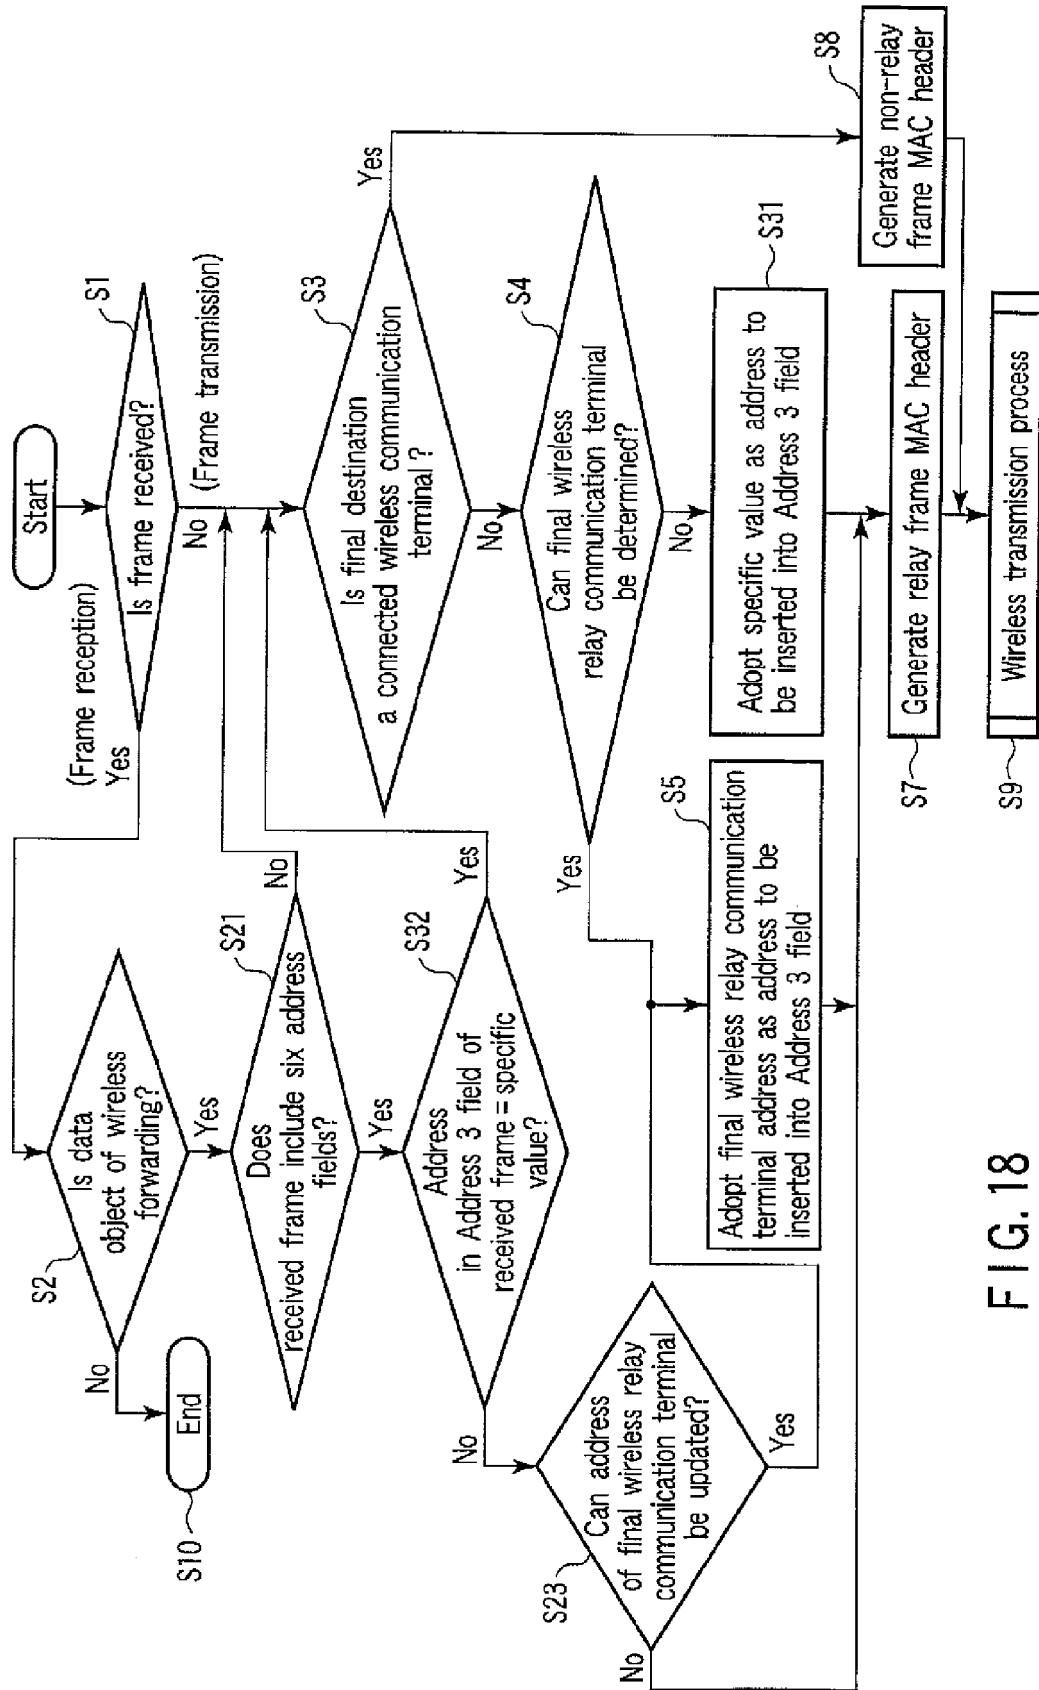 Start
(Frame reception)
Yes
Is frame received?
S1
No
(Frame transmission)
S2
Is data
object of wireless
forwarding?
No
End
S10
Yes
S21
Does
received frame include six address
fields?
No
Yes
S32
Address
in Address 3 field of
received frame = specific
value?
Yes
No
S23
Can address
of final wireless relay
communication terminal
be updated?
Yes
No
S3
Is final destination
a connected wireless communication
terminal?
Yes
No
S4
Can final wireless
relay communication terminal
be determined?
Yes
No
S5
Adopt final wireless relay communication
terminal address as address to be
inserted into Address 3 field
S31
Adopt specific value as address to
be inserted into Address 3 field
S8
Generate non-relay
frame MAC header
S7
Generate relay frame MAC header
S9
Wireless transmission process
FIG. 18